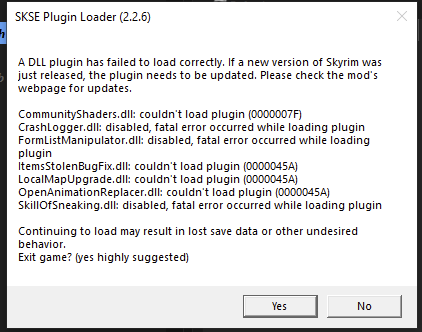 SKSE Plugin Loader (2.2.6)
A DLL plugin has failed to load correctly. If a new version of Skyrim was
just released, the plugin needs to be updated. Please check the mod's
webpage for updates.
CommunityShaders.dll: couldn't load plugin (0000007F)
CrashLogger.dll: disabled, fatal error occurred while loading plugin
FormListManipulator.dll: disabled, fatal error occurred while loading
plugin
ItemsStolenBugFix.dll: couldn't load plugin (0000045A)
LocalMapUpgrade.dll: couldn't load plugin (0000045A)
OpenAnimationReplacer.dll: couldn't load plugin (0000045A)
SkillOfSneaking.dll: disabled, fatal error occurred while loading plugin
Continuing to load may result in lost save data or other undesired
behavior.
Exit game? (yes highly suggested)
Yes
No